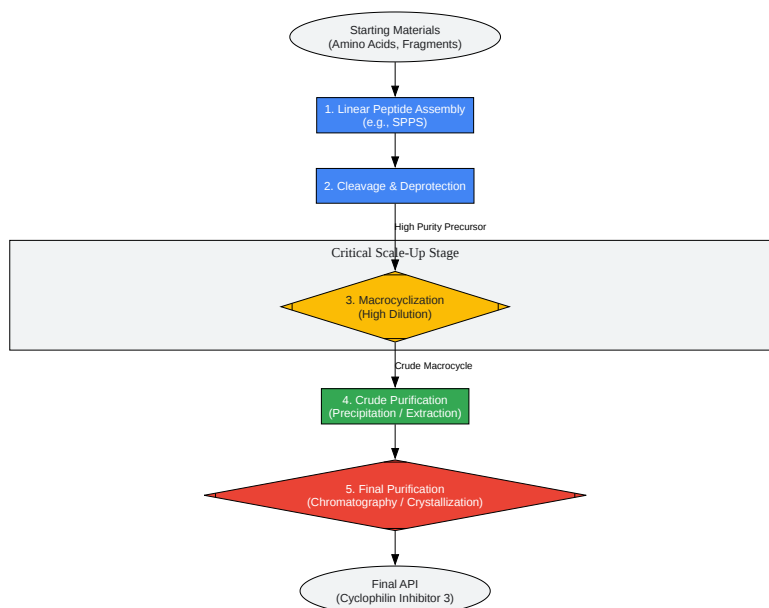 Starting Materials
(Amino Acids, Fragments)
1. Linear Peptide Assembly
(e.g., SPPS)
2. Cleavage & Deprotection
High Purity Precursor
Critical Scale-Up Stage
3. Macrocyclization
(High Dilution)
Crude Macrocycle
4. Crude Purification
(Precipitation / Extraction)
5. Final Purification
(Chromatography / Crystallization)
Final API
(Cyclophilin Inhibitor 3)